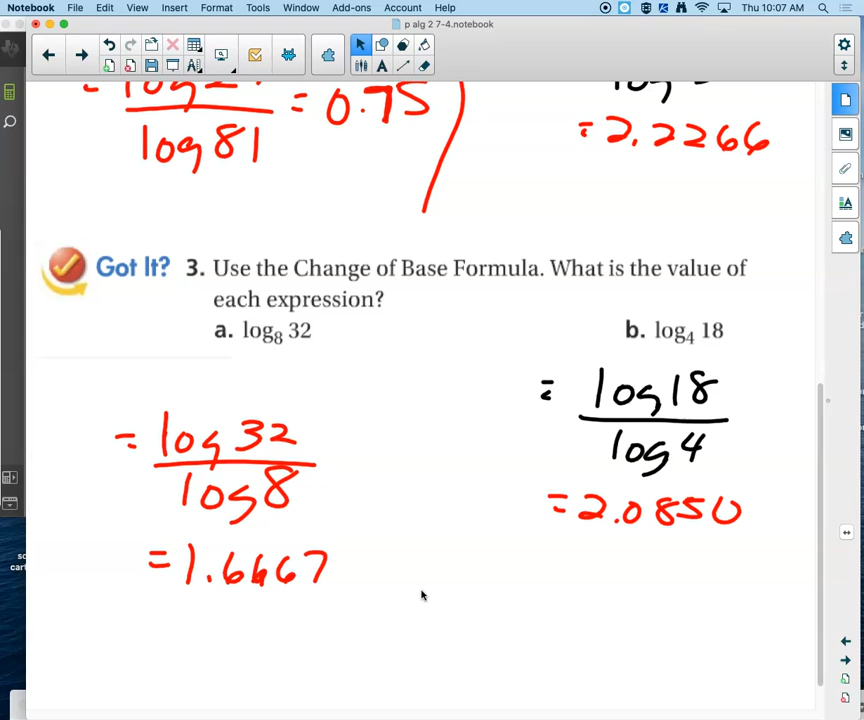 Notebook File Edit View Insert Format Tools Window Add-ons Account Help Thu 10:07 AM
p alg 2 7-4.notebook
= = 0.75
log 81
= 2.2266
Got It? 3. Use the Change of Base Formula. What is the value of
each expression?
a. log₈ 32 b. log₄ 18
= log 18
log 4
= 2.0850
= log 32
log 8
= 1.6667